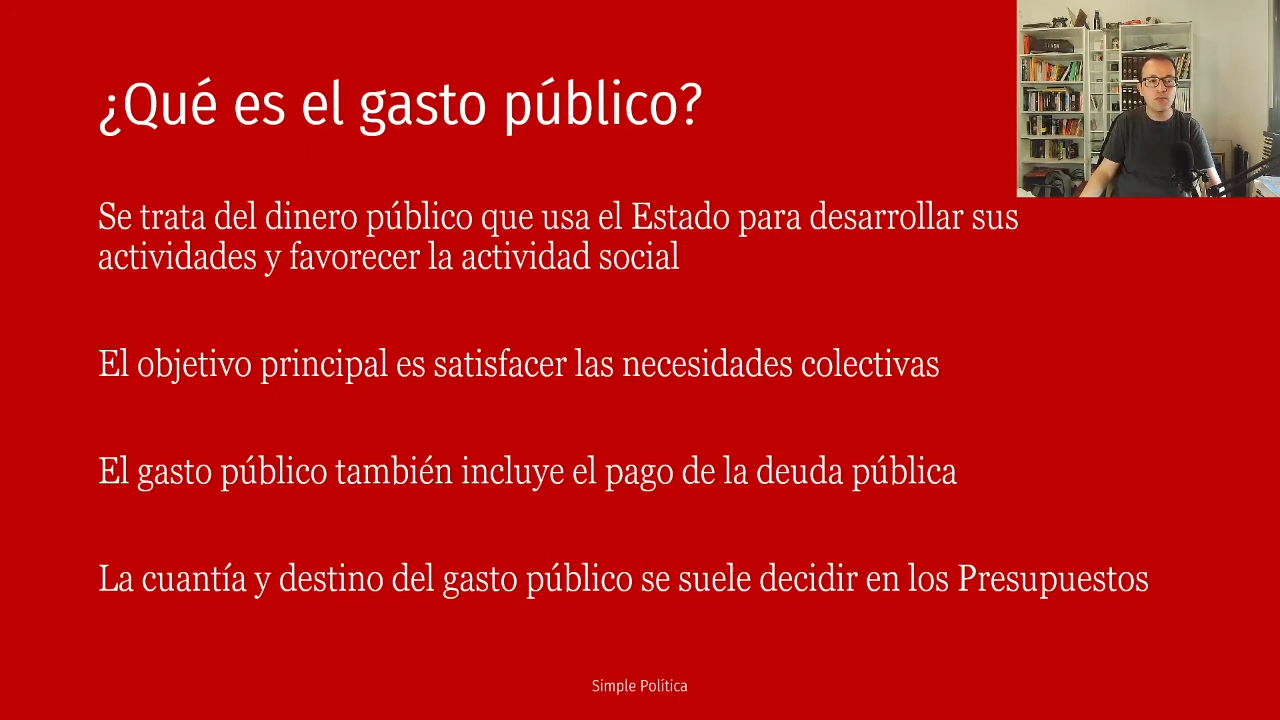 ¿Qué es el gasto público?
Se trata del dinero público que usa el Estado para desarrollar sus
actividades y favorecer la actividad social
El objetivo principal es satisfacer las necesidades colectivas
El gasto público también incluye el pago de la deuda pública
La cuantía y destino del gasto público se suele decidir en los Presupuestos
Simple Política